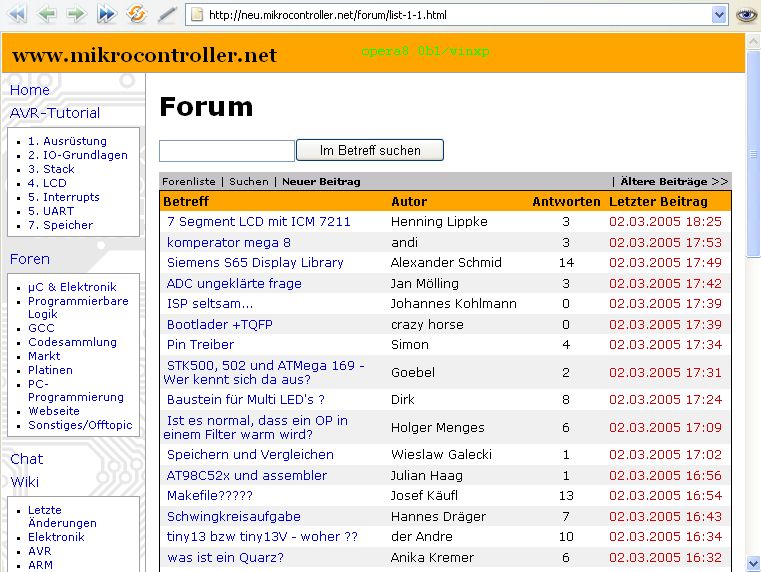 http://neu.mikrocontroller.net/forum/list-1-1.html
www.mikrocontroller.net
opera8_0b1/winxp
Home
AVR-Tutorial
1. Ausrüstung
2. IO-Grundlagen
3. Stack
4. LCD
5. Interrupts
5. UART
7. Speicher
Foren
µC & Elektronik
Programmierbare
Logik
GCC
Codesammlung
Markt
Platinen
PC-
Programmierung
Webseite
Sonstiges/Offtopic
Chat
Wiki
Letzte
Änderungen
Elektronik
AVR
ARM
Forum
Im Betreff suchen
Forenliste | Suchen | Neuer Beitrag | Ältere Beiträge >>
Betreff Autor Antworten Letzter Beitrag
7 Segment LCD mit ICM 7211 Henning Lippke 3 02.03.2005 18:25
komperator mega 8 andi 3 02.03.2005 17:53
Siemens S65 Display Library Alexander Schmid 14 02.03.2005 17:49
ADC ungeklärte frage Jan Mölling 3 02.03.2005 17:42
ISP seltsam... Johannes Kohlmann 0 02.03.2005 17:39
Bootlader +TQFP crazy horse 0 02.03.2005 17:39
Pin Treiber Simon 4 02.03.2005 17:34
STK500, 502 und ATMega 169 -
Wer kennt sich da aus? Goebel 2 02.03.2005 17:31
Baustein für Multi LED's ? Dirk 8 02.03.2005 17:24
Ist es normal, dass ein OP in
einem Filter warm wird? Holger Menges 6 02.03.2005 17:09
Speichern und Vergleichen Wieslaw Galecki 1 02.03.2005 17:02
AT98C52x und assembler Julian Haag 1 02.03.2005 16:56
Makefile????? Josef Käufl 13 02.03.2005 16:54
Schwingkreisaufgabe Hannes Dräger 7 02.03.2005 16:43
tiny13 bzw tiny13V - woher ?? der Andre 10 02.03.2005 16:34
was ist ein Quarz? Anika Kremer 6 02.03.2005 16:32